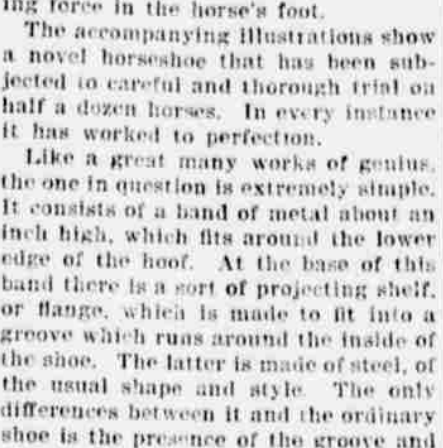 ing force in the horse's foot.
The accompanying illustrations show
a novel horseshoe that has been sub-
jected to careful and thorough trial on
half a dozen horses. In every instance
it has worked to perfection.
Like a great many works of genius,
the one in question is extremely simple.
It consists of a band of metal about an
inch high, which fits around the lower
edge of the hoof. At the base of this
band there is a sort of projecting shelf,
or flange, which is made to fit into a
groove which runs around the inside of
the shoe. The latter is made of steel, of
the usual shape and style. The only
differences between it and the ordinary
shoe is the presence of the groove and